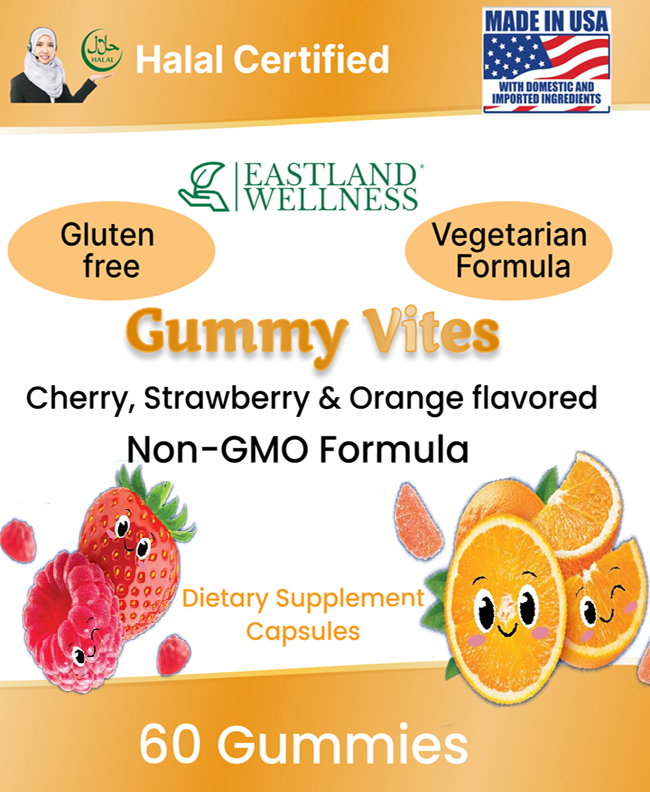 حلال
HALAL
Halal Certified
MADE IN USA
WITH DOMESTIC AND
IMPORTED INGREDIENTS
EASTLAND®
WELLNESS
Gluten
free
Vegetarian
Formula
Gummy Vites
Cherry, Strawberry & Orange flavored
Non-GMO Formula
Dietary Supplement
Capsules
60 Gummies